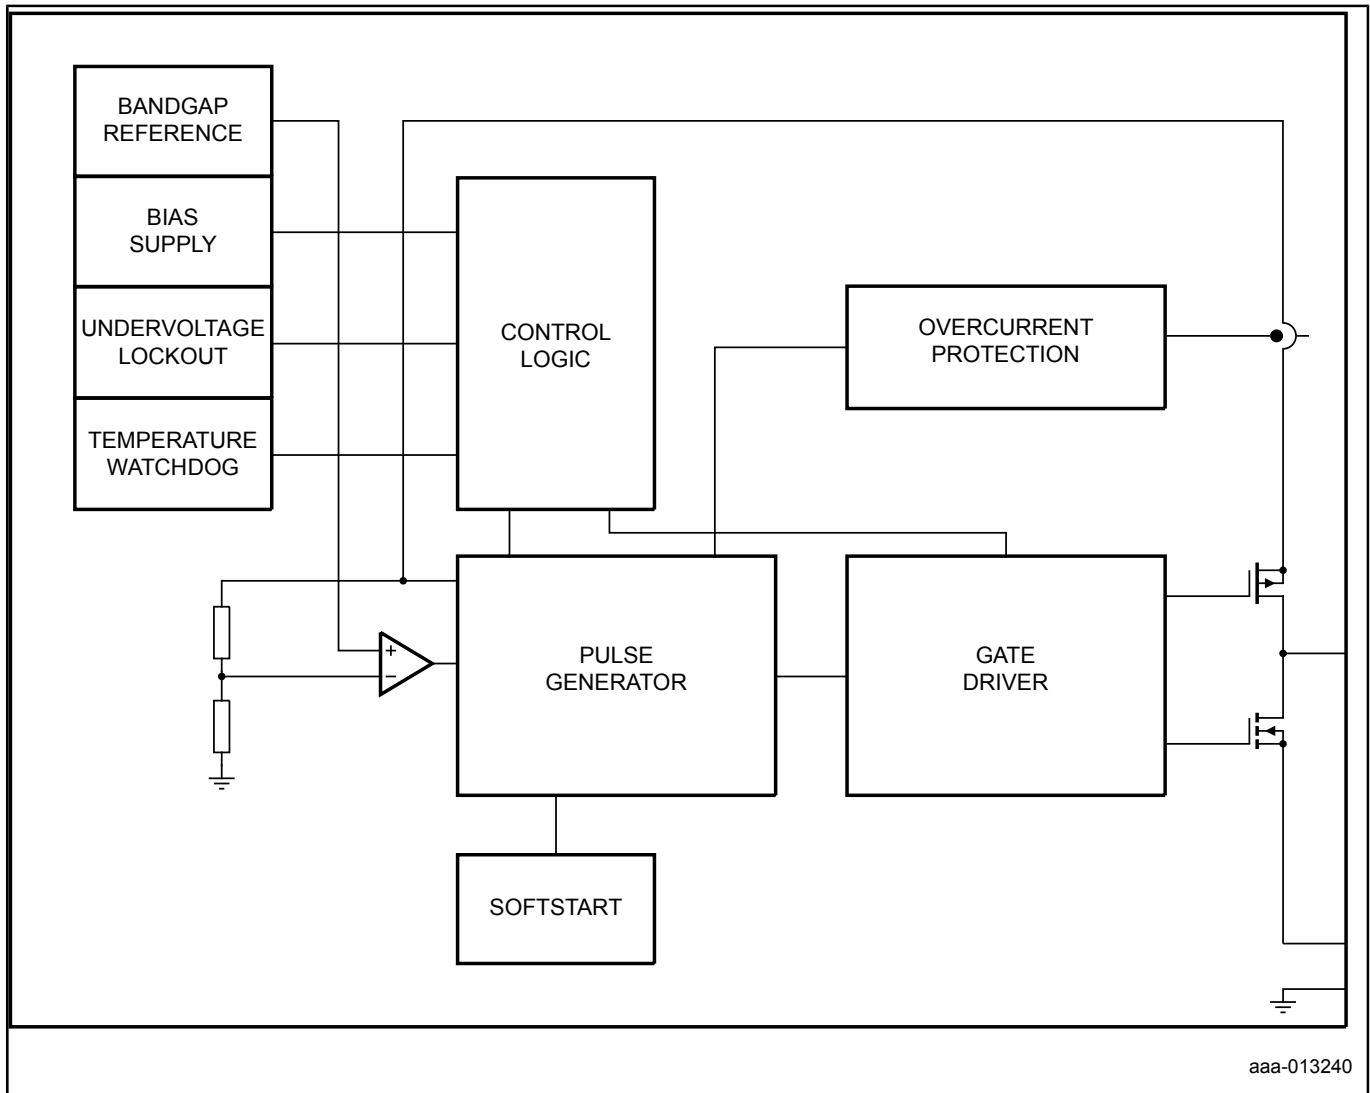 BANDGAP
REFERENCE
BIAS
SUPPLY
UNDERVOLTAGE
LOCKOUT
TEMPERATURE
WATCHDOG
CONTROL
LOGIC
OVERCURRENT
PROTECTION
+
−
PULSE
GENERATOR
GATE
DRIVER
SOFTSTART
aaa-013240